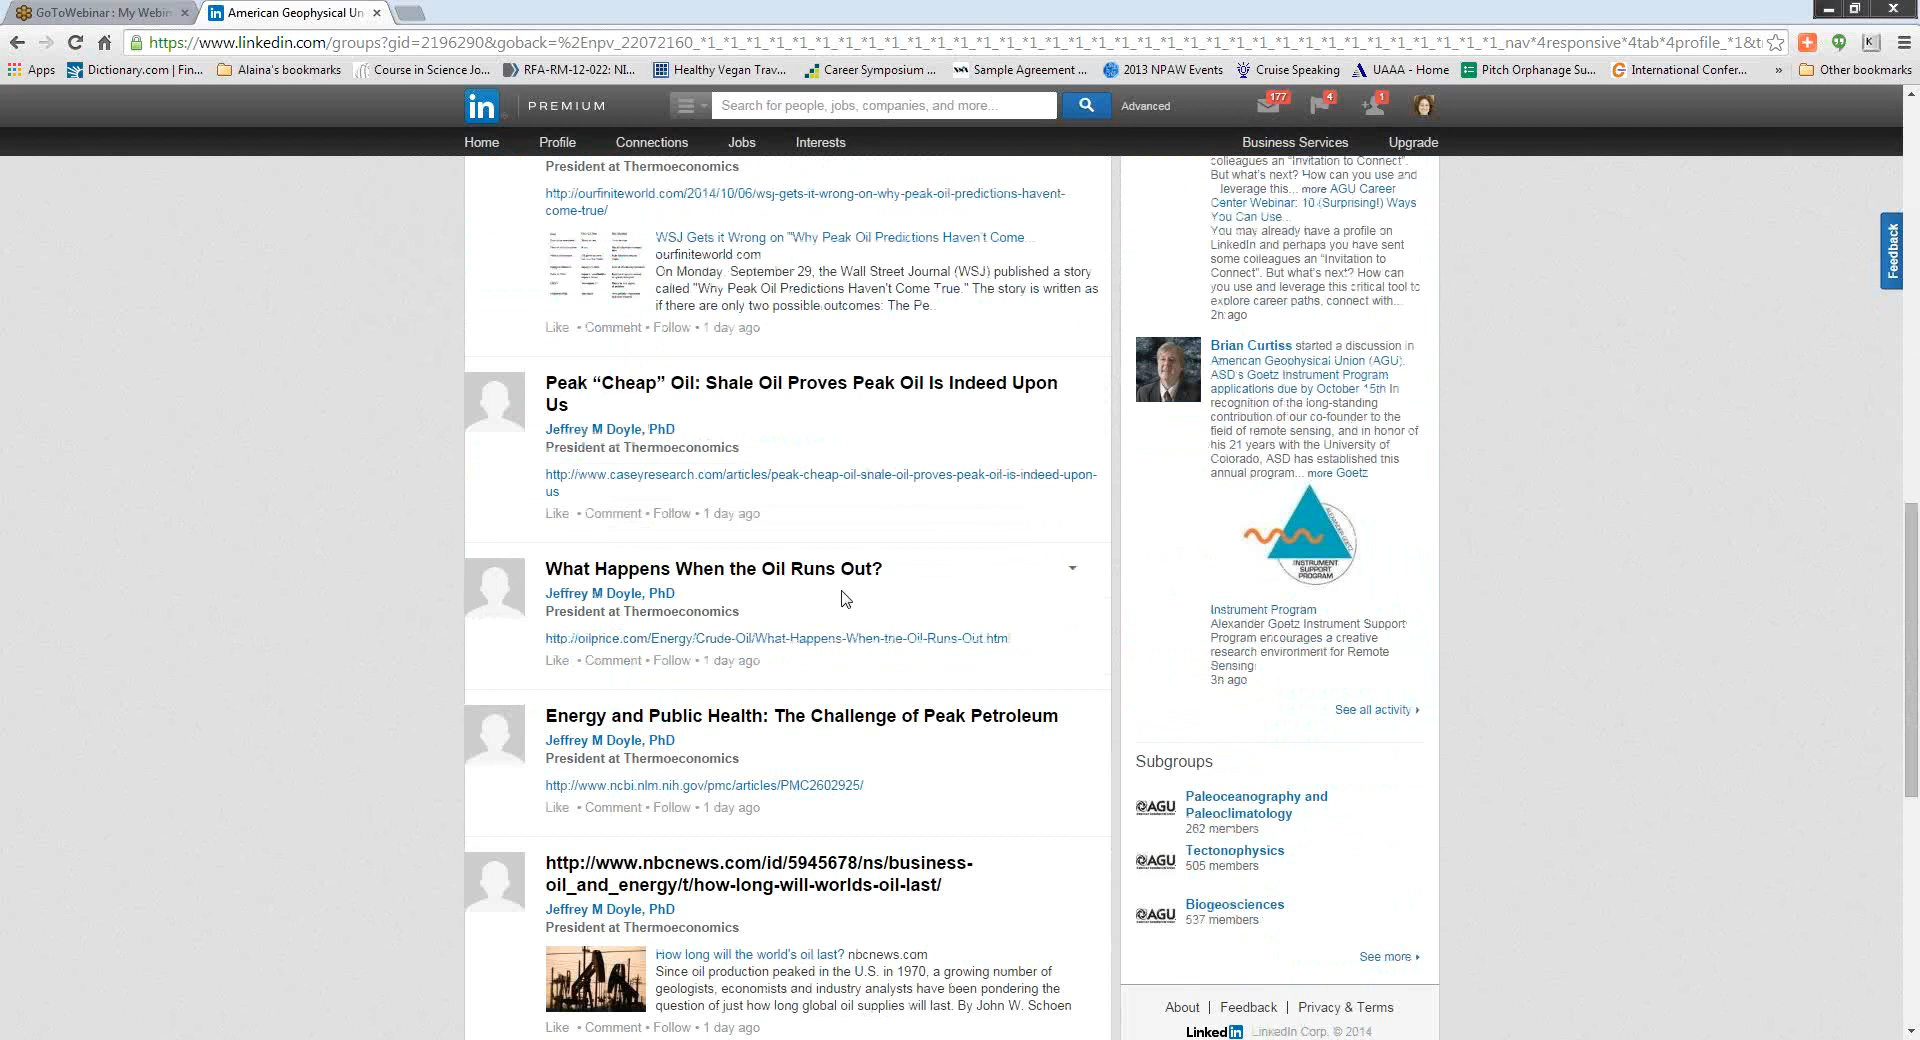 GoToWebinar : My Webin
American Geophysical Un
https://www.linkedin.com/groups?gid=2196290&goback=%2Enpv_22072160_*1_*1_*1_*1_*1_*1_*1_*1_*1_*1_*1_*1_*1_*1_*1_*1_*1_*1_*1_*1_*1_*1_*1_*1_*1_*1_*1_*1_*1_*1_*1_nav*4responsive*4tab*4profile_*1&t
Apps
Dictionary.com | Fin...
Alaina's bookmarks
Course in Science Jo...
RFA-RM-12-022: NI...
Healthy Vegan Trav...
Career Symposium ...
Sample Agreement ...
2013 NPAW Events
Cruise Speaking
UAAA - Home
Pitch Orphanage Su...
International Confer...
»
Other bookmarks
in
PREMIUM
Search for people, jobs, companies, and more...
Advanced
177
4
1
Home
Profile
Connections
Jobs
Interests
Business Services
Upgrade
President at Thermoeconomics
http://ourfiniteworld.com/2014/10/06/wsj-gets-it-wrong-on-why-peak-oil-predictions-havent-
come-true/
WSJ Gets it Wrong on "Why Peak Oil Predictions Haven't Come...
ourfiniteworld.com
On Monday, September 29, the Wall Street Journal (WSJ) published a story
called "Why Peak Oil Predictions Haven't Come True." The story is written as
if there are only two possible outcomes: The Pe...
Like • Comment • Follow • 1 day ago
Peak “Cheap” Oil: Shale Oil Proves Peak Oil Is Indeed Upon
Us
Jeffrey M Doyle, PhD
President at Thermoeconomics
http://www.caseyresearch.com/articles/peak-cheap-oil-shale-oil-proves-peak-oil-is-indeed-upon-
us
Like • Comment • Follow • 1 day ago
What Happens When the Oil Runs Out?
Jeffrey M Doyle, PhD
President at Thermoeconomics
http://oilprice.com/Energy/Crude-Oil/What-Happens-When-the-Oil-Runs-Out.html
Like • Comment • Follow • 1 day ago
Energy and Public Health: The Challenge of Peak Petroleum
Jeffrey M Doyle, PhD
President at Thermoeconomics
http://www.ncbi.nlm.nih.gov/pmc/articles/PMC2602925/
Like • Comment • Follow • 1 day ago
http://www.nbcnews.com/id/5945678/ns/business-
oil_and_energy/t/how-long-will-worlds-oil-last/
Jeffrey M Doyle, PhD
President at Thermoeconomics
How long will the world's oil last? nbcnews.com
Since oil production peaked in the U.S. in 1970, a growing number of
geologists, economists and industry analysts have been pondering the
question of just how long global oil supplies will last. By John W. Schoen
Like • Comment • Follow • 1 day ago
colleagues an “Invitation to Connect”.
But what’s next? How can you use and
leverage this... more AGU Career
Center Webinar: 10 (Surprising!) Ways
You Can Use...
You may already have a profile on
LinkedIn and perhaps you have sent
some colleagues an “Invitation to
Connect”. But what’s next? How can
you use and leverage this critical tool to
explore career paths, connect with...
2h ago
Brian Curtiss started a discussion in
American Geophysical Union (AGU).
ASD's Goetz Instrument Program
applications due by October 15th In
recognition of the long-standing
contribution of our co-founder to the
field of remote sensing, and in honor of
his 21 years with the University of
Colorado, ASD has established this
annual program... more Goetz
ALEXANDER GOETZ
INSTRUMENT
SUPPORT
PROGRAM
Instrument Program
Alexander Goetz Instrument Support
Program encourages a creative
research environment for Remote
Sensing
3h ago
See all activity
Subgroups
AGU
Paleoceanography and
Paleoclimatology
262 members
AGU
Tectonophysics
505 members
AGU
Biogeosciences
537 members
See more
About | Feedback | Privacy & Terms
Linked in LinkedIn Corp. © 2014
Feedback